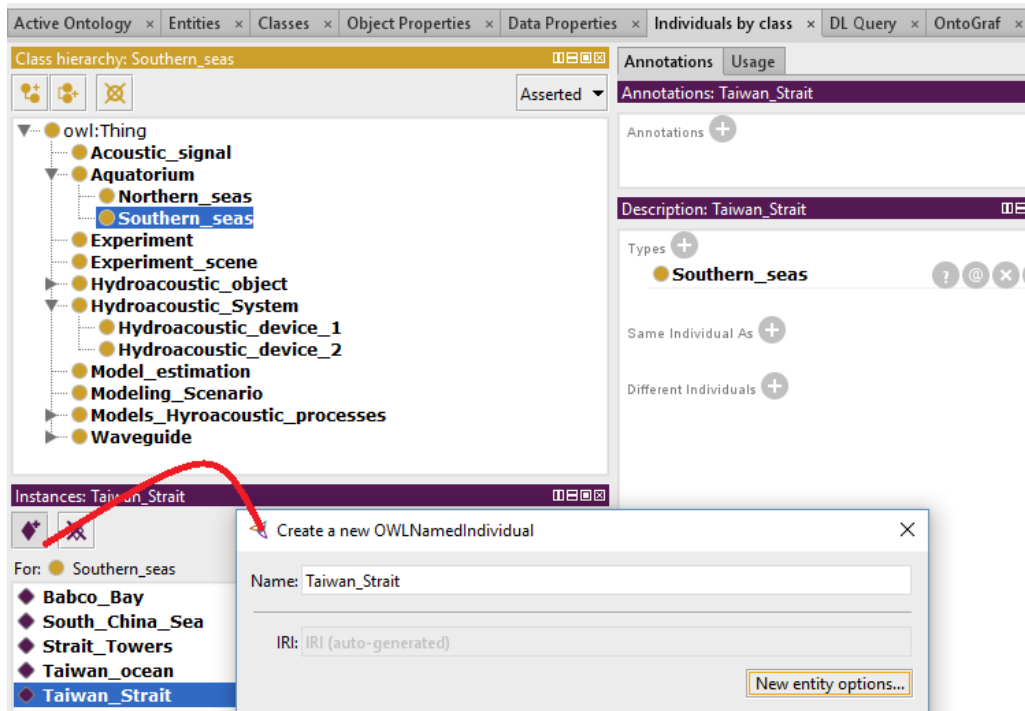 Active Ontology × Entities × Classes × Object Properties × Data Properties × Individuals by class × DL Query × OntoGraf ×
Class hierarchy: Southern_seas
Asserted
owl:Thing
Acoustic_signal
Aquatorium
Northern_seas
Southern_seas
Experiment
Experiment_scene
Hydroacoustic_object
Hydroacoustic_System
Hydroacoustic_device_1
Hydroacoustic_device_2
Model_estimation
Modeling_Scenario
Models_Hyroacoustic_processes
Waveguide
Annotations Usage
Annotations: Taiwan_Strait
Annotations
Description: Taiwan_Strait
Types
Southern_seas
Same Individual As
Different Individuals
Instances: Taiwan_Strait
For: Southern_seas
Babco_Bay
South_China_Sea
Strait_Towers
Taiwan_ocean
Taiwan_Strait
Create a new OWLNamedIndividual
Name: Taiwan_Strait
IRI: IRI (auto-generated)
New entity options...